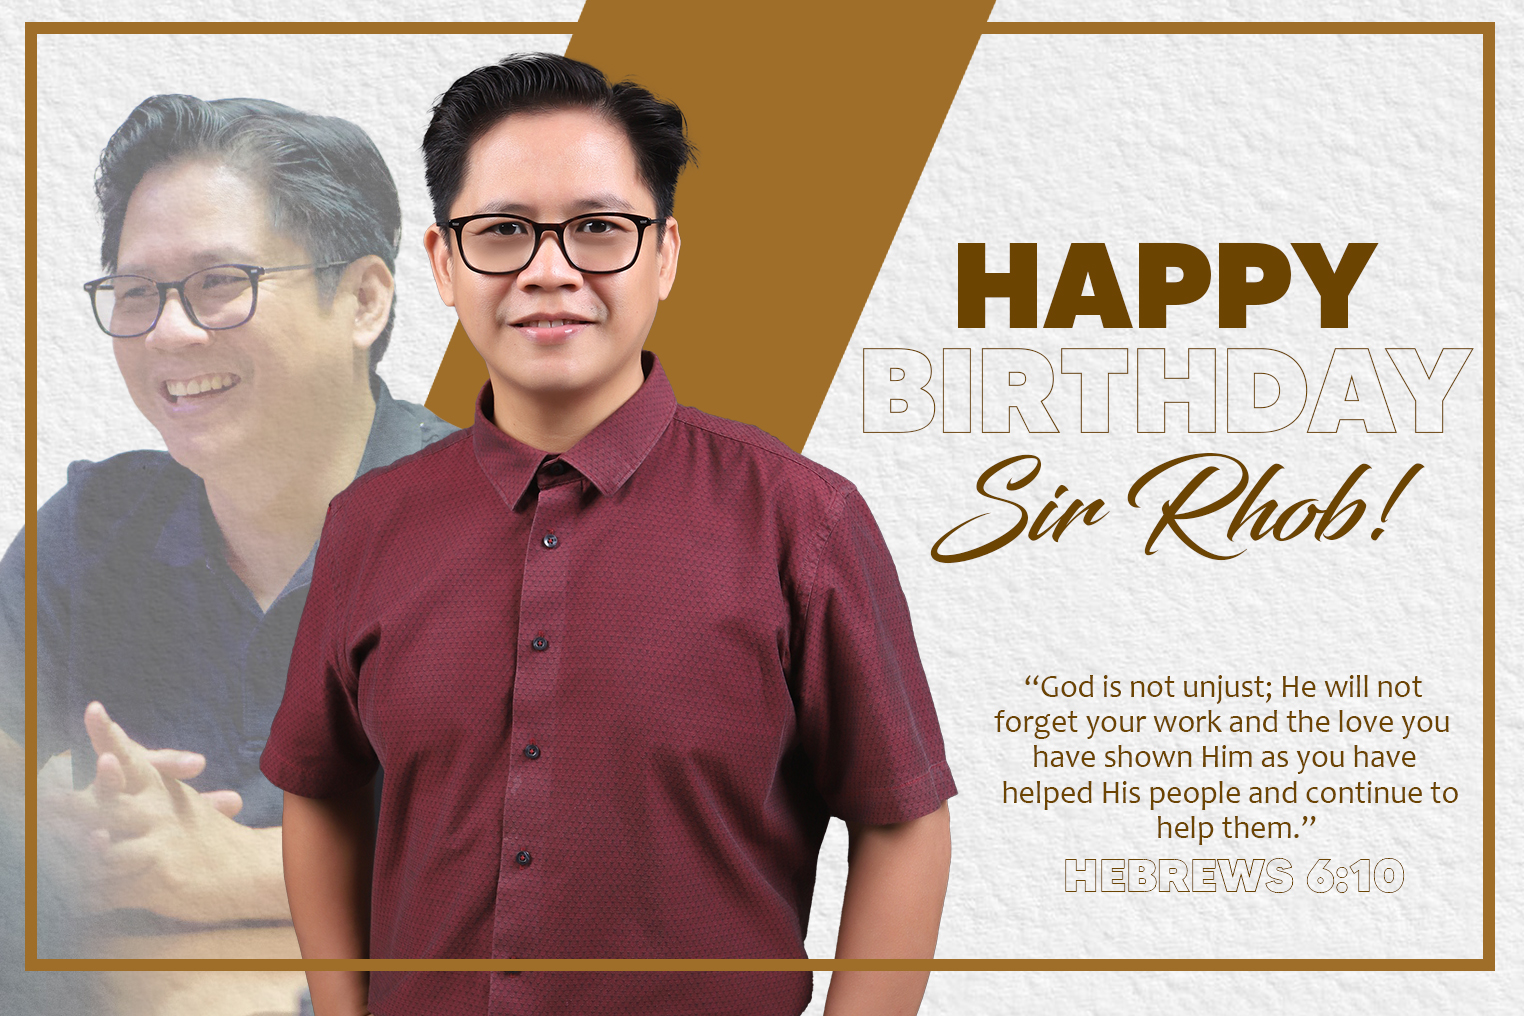 HAPPY
BIRTHDAY
Sir Rhob!
“God is not unjust; He will not
forget your work and the love you
have shown Him as you have
helped His people and continue to
help them.”
HEBREWS 6:10